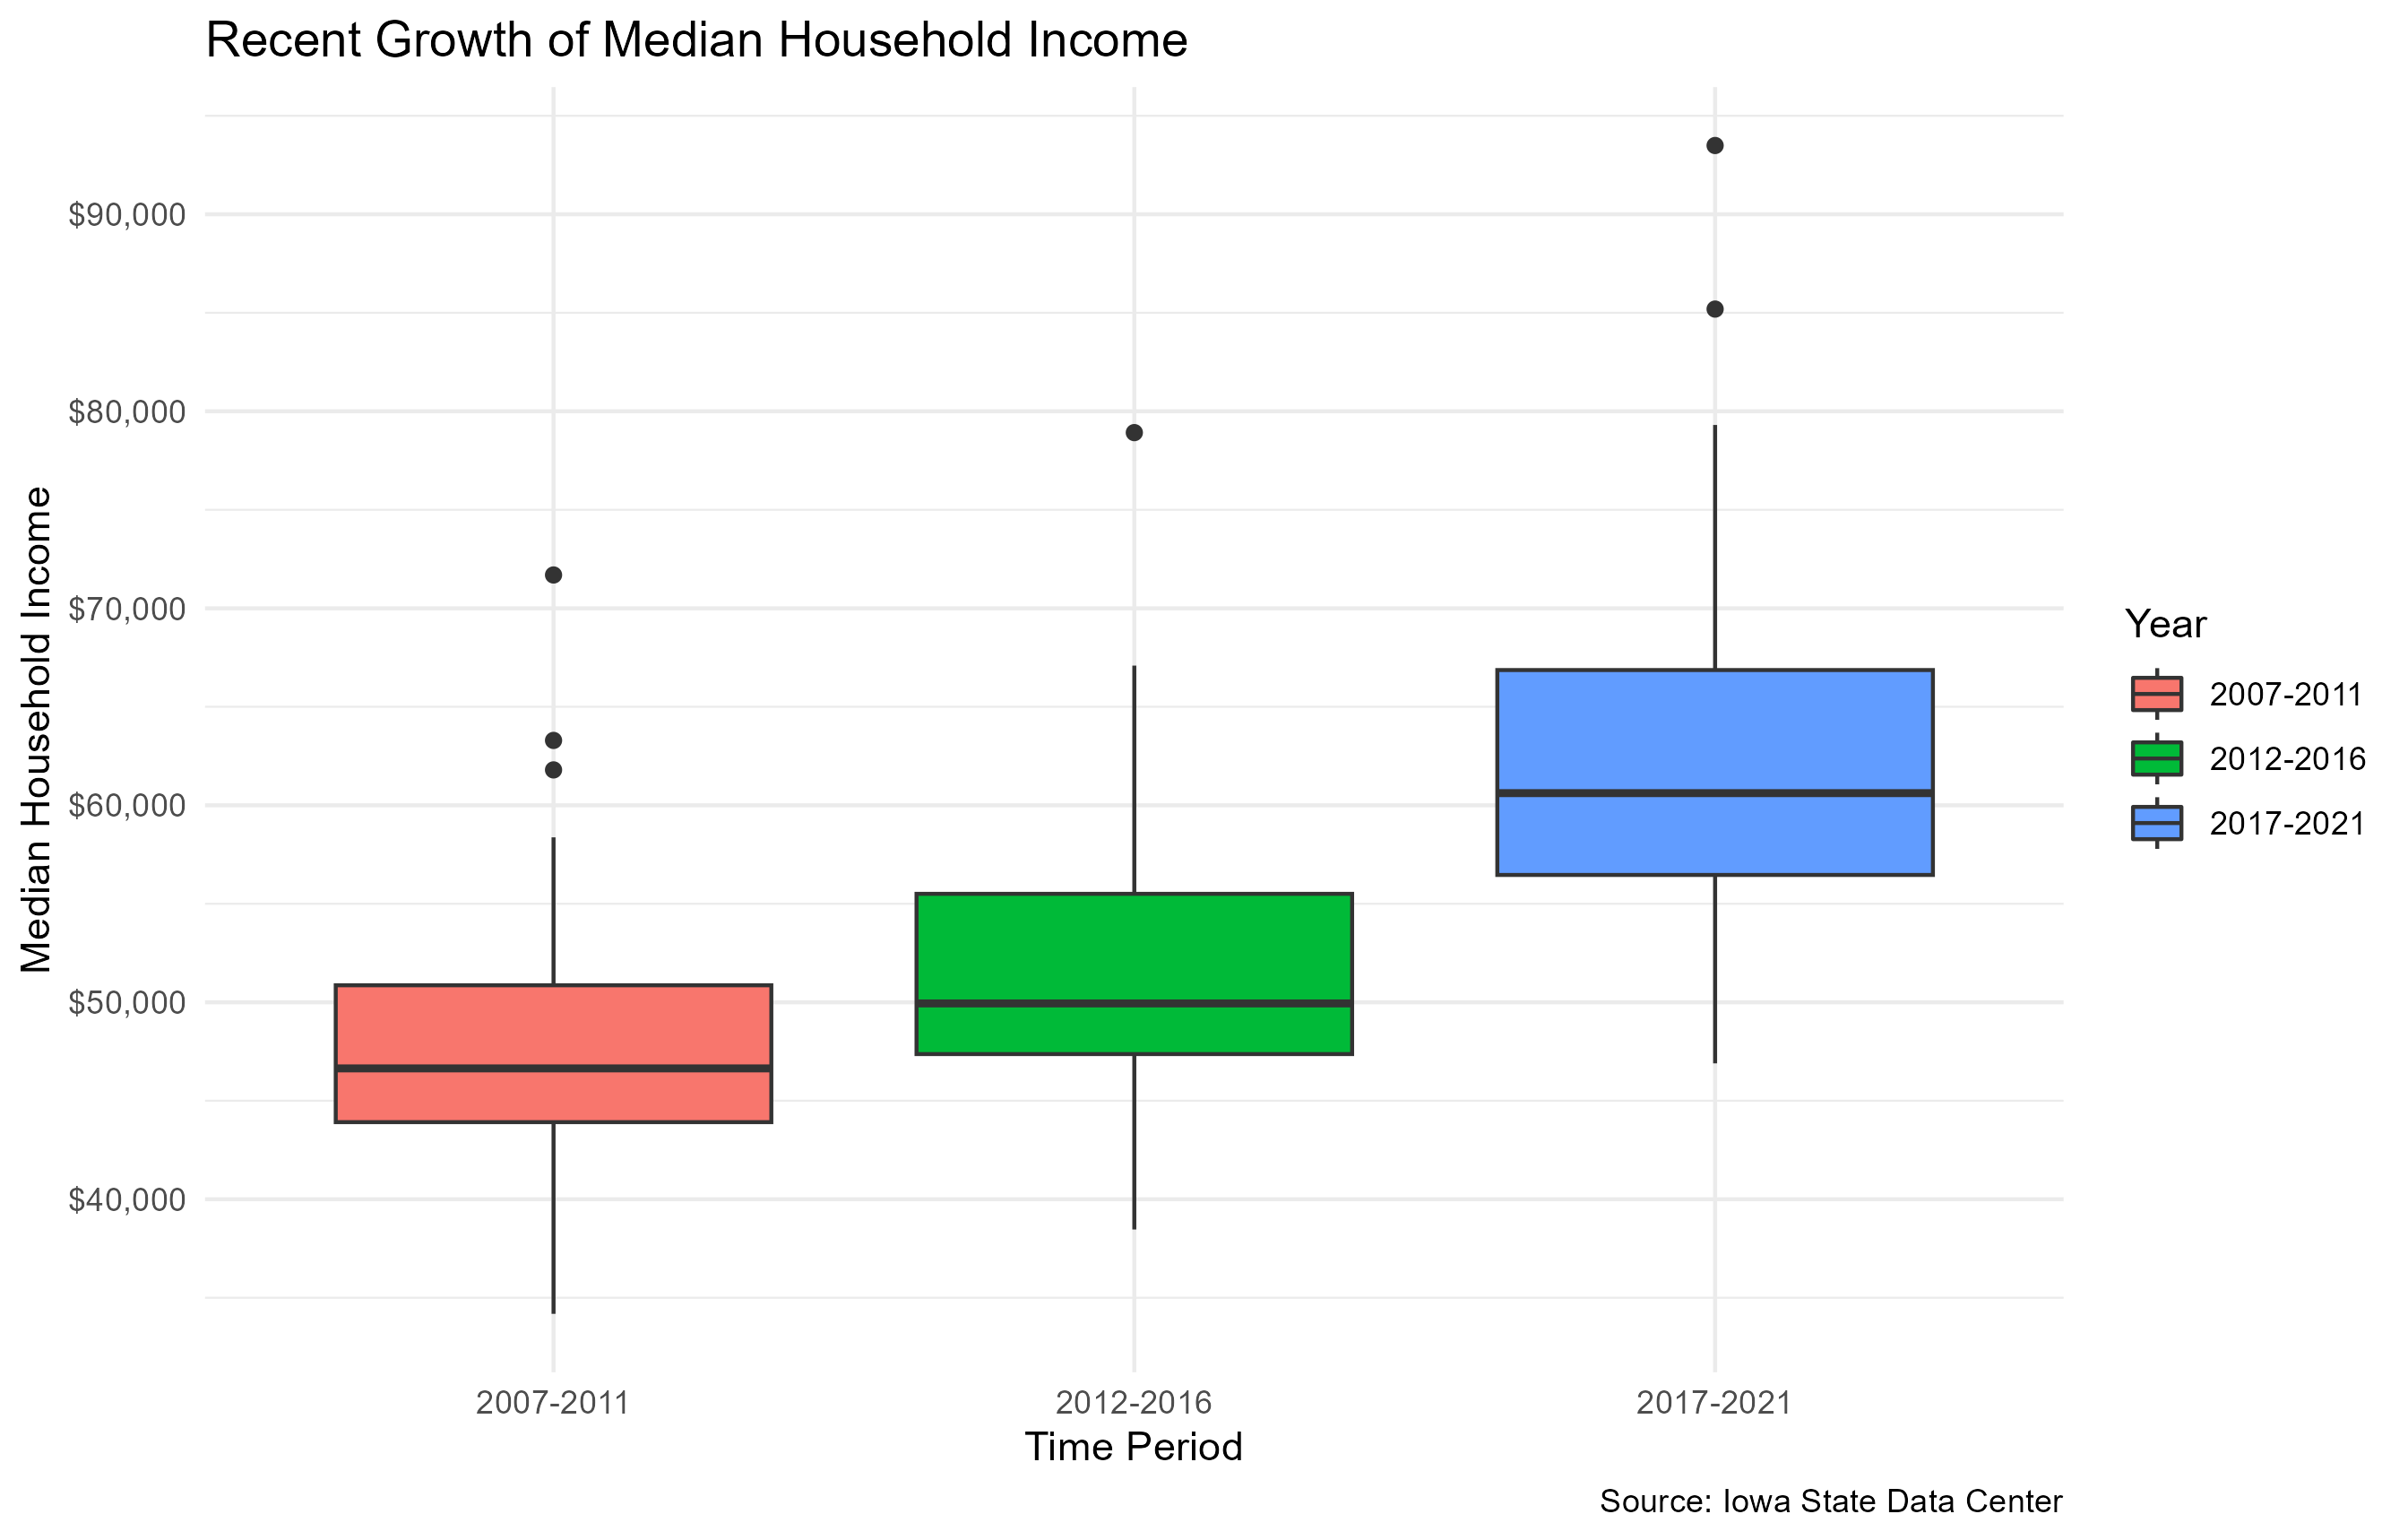 Recent Growth of Median Household Income
Median Household Income
$90,000
$80,000
$70,000
$60,000
$50,000
$40,000
2007-2011
2012-2016
2017-2021
Time Period
Year
2007-2011
2012-2016
2017-2021
Source: Iowa State Data Center